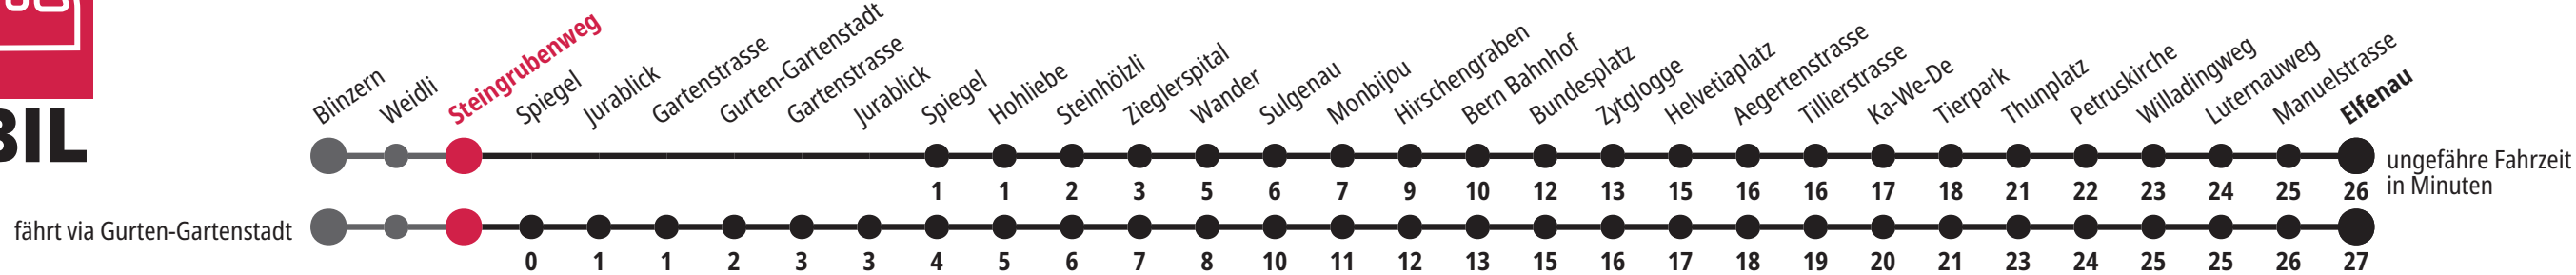 BIL
Blinzern
Weidli
Steingrubenweg
Spiegel
Jurablick
Gartenstrasse
Gurten-Gartenstadt
Gartenstrasse
Jurablick
Spiegel
Hohliebe
Steinhölzli
Zieglerspital
Wander
Sulgenau
Monbijou
Hirschengraben
Bern Bahnhof
Bundesplatz
Zytglogge
Helvetiaplatz
Aegertenstrasse
Tillierstrasse
Ka-We-De
Tierpark
Thunplatz
Petruskirche
Willadingweg
Luternauweg
Manuelstrasse
Elfenau
1 1 2 3 5 6 7 9 10 12 13 15 16 16 17 18 21 22 23 24 25 26
ungefähre Fahrzeit
in Minuten
fährt via Gurten-Gartenstadt
0 1 1 2 3 3 4 5 6 7 8 10 11 12 13 15 16 17 18 19 20 21 23 24 25 25 26 27